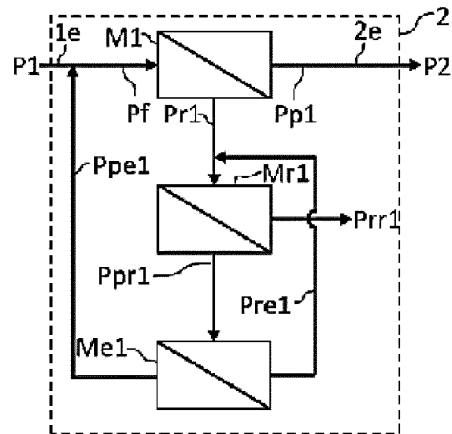 1e M1 2e 2
P1 P2
Pf Pr1 Pp1
Ppe1 Mr1
Prr1
Ppr1 Pre1
Me1